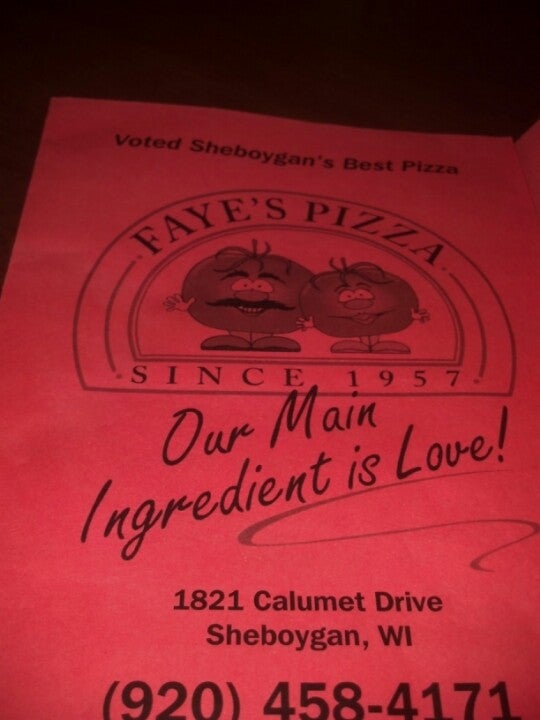 Voted Sheboygan's Best Pizza
FAYE'S PIZZA
SINCE 1957
Our Main
Ingredient is Love!
1821 Calumet Drive
Sheboygan, WI
(920) 458-4171